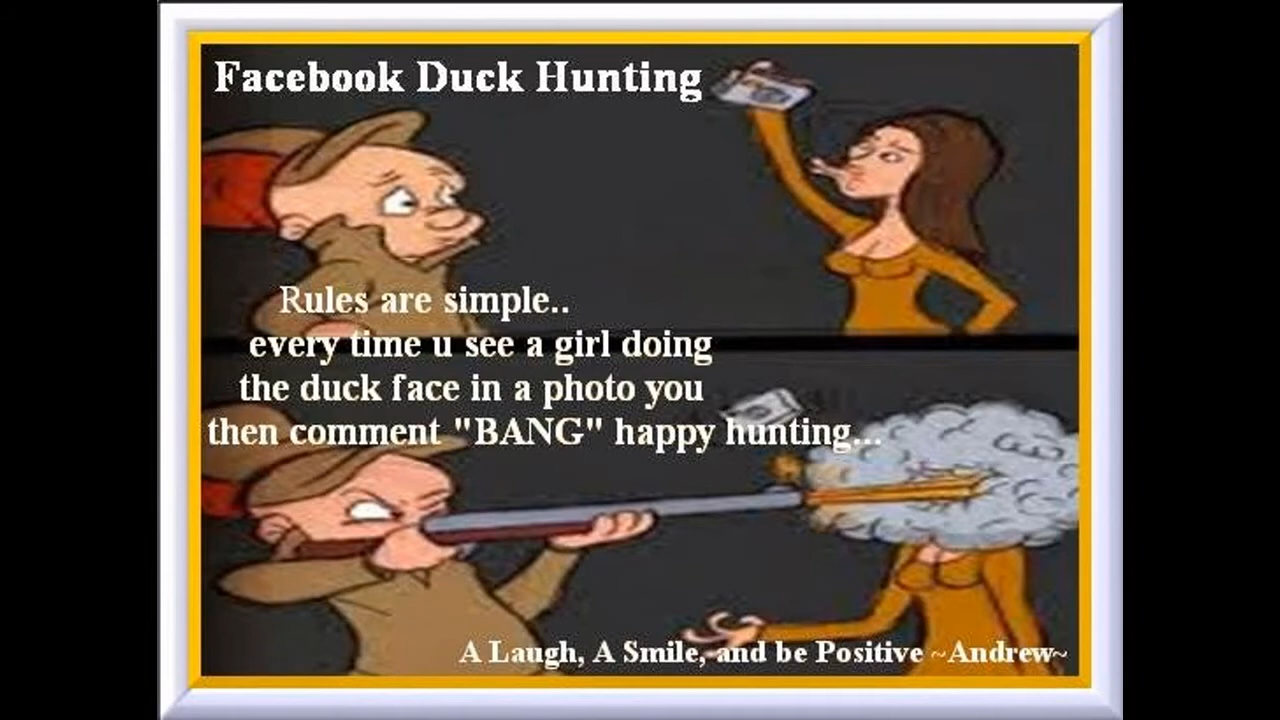 Facebook Duck Hunting
Rules are simple..
every time u see a girl doing
the duck face in a photo you
then comment "BANG" happy hunting...
A Laugh, A Smile, and be Positive ~Andrew~